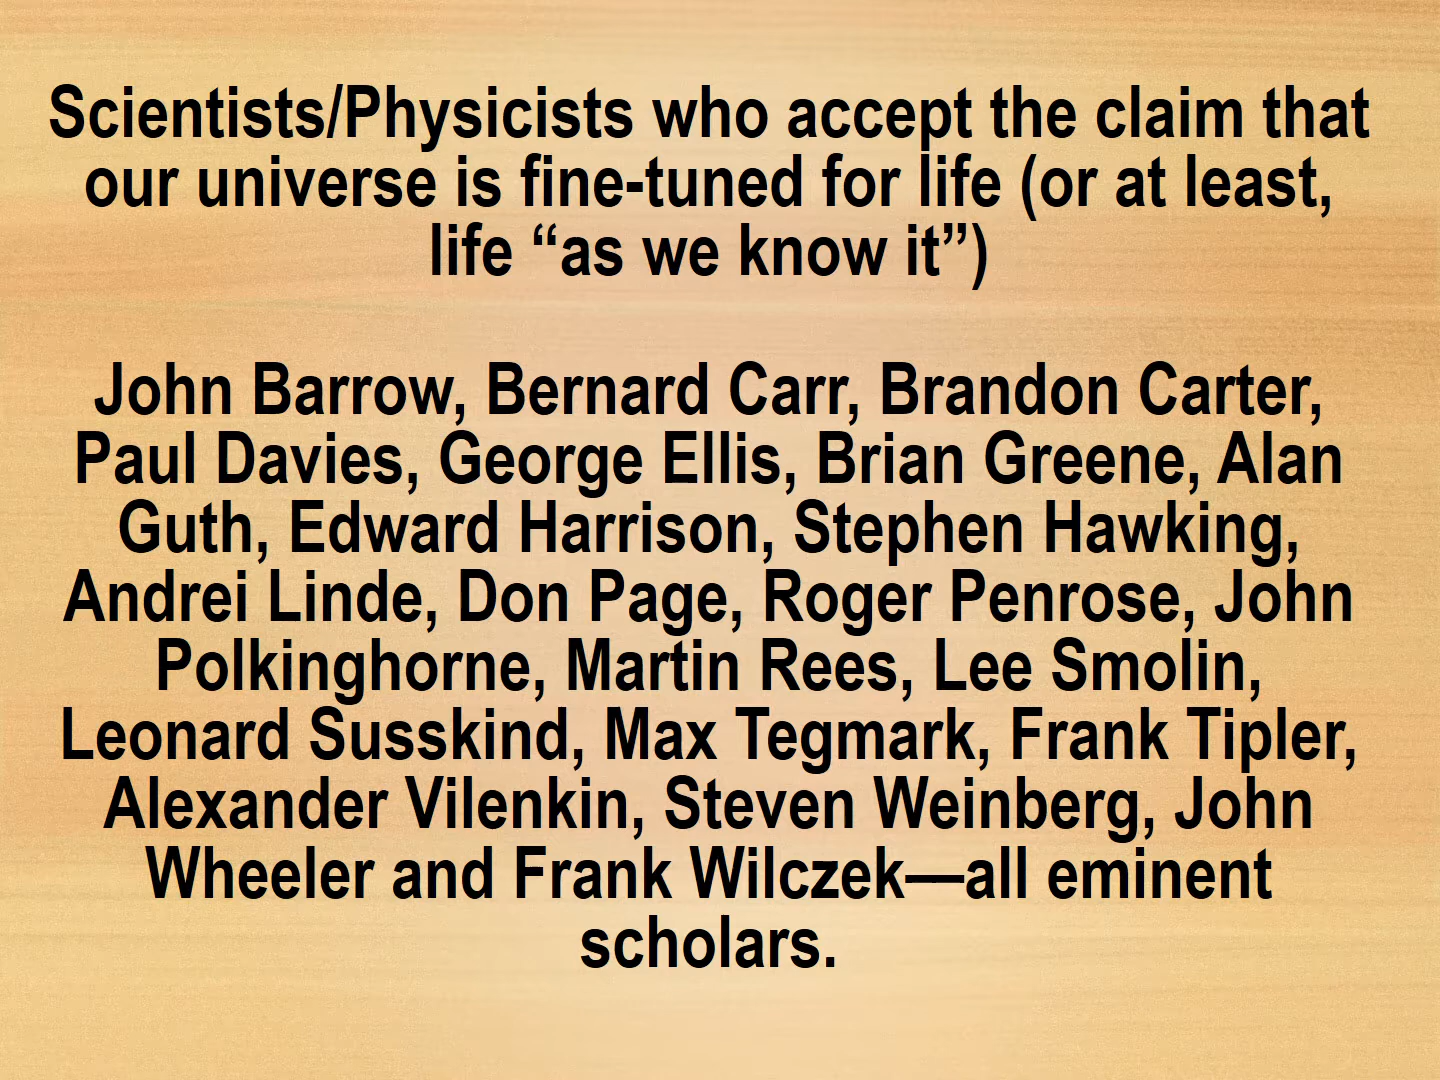 Scientists/Physicists who accept the claim that
our universe is fine-tuned for life (or at least,
life “as we know it”)
John Barrow, Bernard Carr, Brandon Carter,
Paul Davies, George Ellis, Brian Greene, Alan
Guth, Edward Harrison, Stephen Hawking,
Andrei Linde, Don Page, Roger Penrose, John
Polkinghorne, Martin Rees, Lee Smolin,
Leonard Susskind, Max Tegmark, Frank Tipler,
Alexander Vilenkin, Steven Weinberg, John
Wheeler and Frank Wilczek—all eminent
scholars.